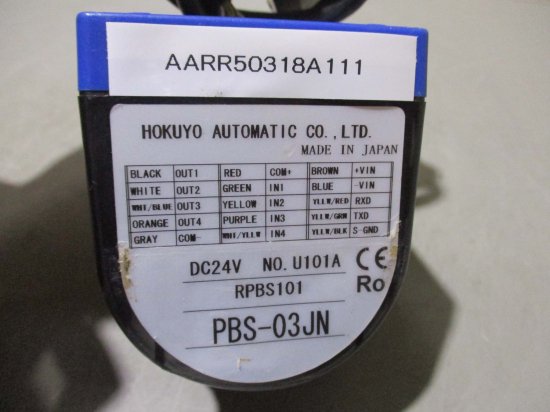 AARR50318A111
HOKUYO AUTOMATIC CO.,LTD.
MADE IN JAPAN
BLACK OUT1 RED COM+ BROWN +VIN
WHITE OUT2 GREEN IN1 BLUE -VIN
WHT/BLUE OUT3 YELLOW IN2 YLLW/RED RXD
ORANGE OUT4 PURPLE IN3 YLLW/GRN TXD
GRAY COM- WHT/YLLW IN4 YLLW/BLK S-GND
DC24V NO.U101A CE
RPBS101 Ro
PBS-03JN